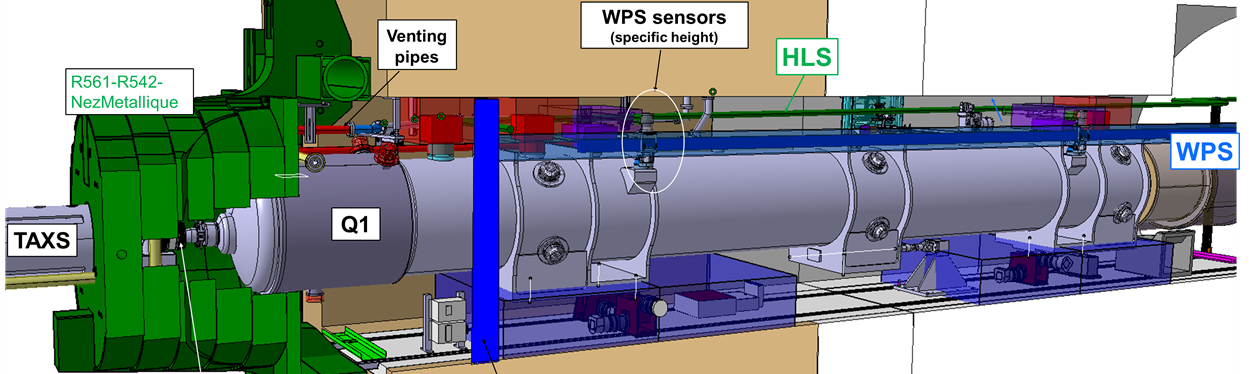 WPS sensors
(specific height)
Venting
pipes
HLS
R561-R542-
NezMetallique
WPS
Q1
TAXS